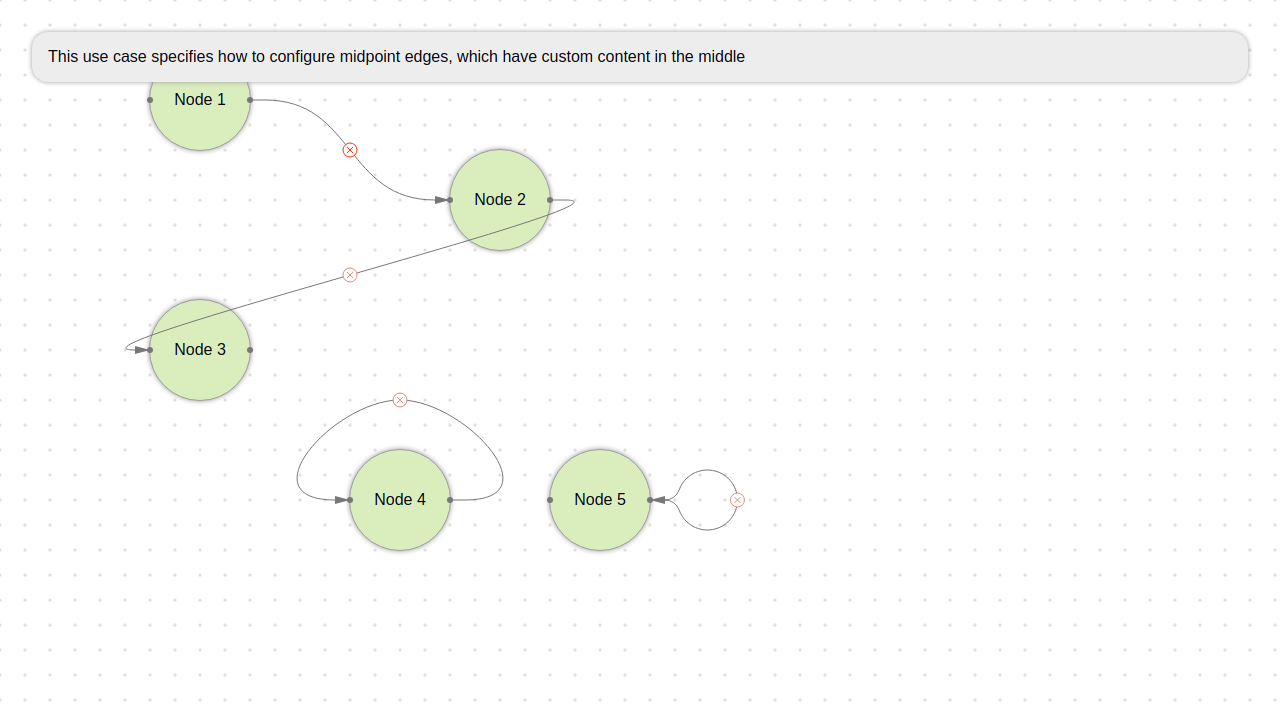 This use case specifies how to configure midpoint edges, which have custom content in the middle
Node 1
Node 2
Node 3
Node 4
Node 5